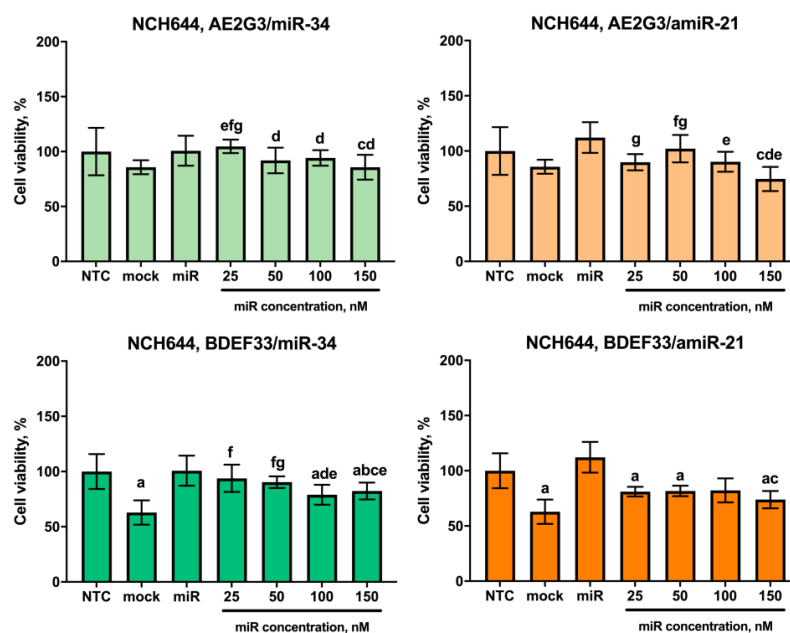 NCH644, AE2G3/miR-34
Cell viability, %
200
150
100
50
0
efg
d
d
cd
NTC mock miR 25 50 100 150
miR concentration, nM
NCH644, AE2G3/amiR-21
Cell viability, %
200
150
100
50
0
g
fg
e
cde
NTC mock miR 25 50 100 150
miR concentration, nM
NCH644, BDEF33/miR-34
Cell viability, %
200
150
100
50
0
a
f
fg
ade
abce
NTC mock miR 25 50 100 150
miR concentration, nM
NCH644, BDEF33/amiR-21
Cell viability, %
200
150
100
50
0
a
a
a
ac
NTC mock miR 25 50 100 150
miR concentration, nM